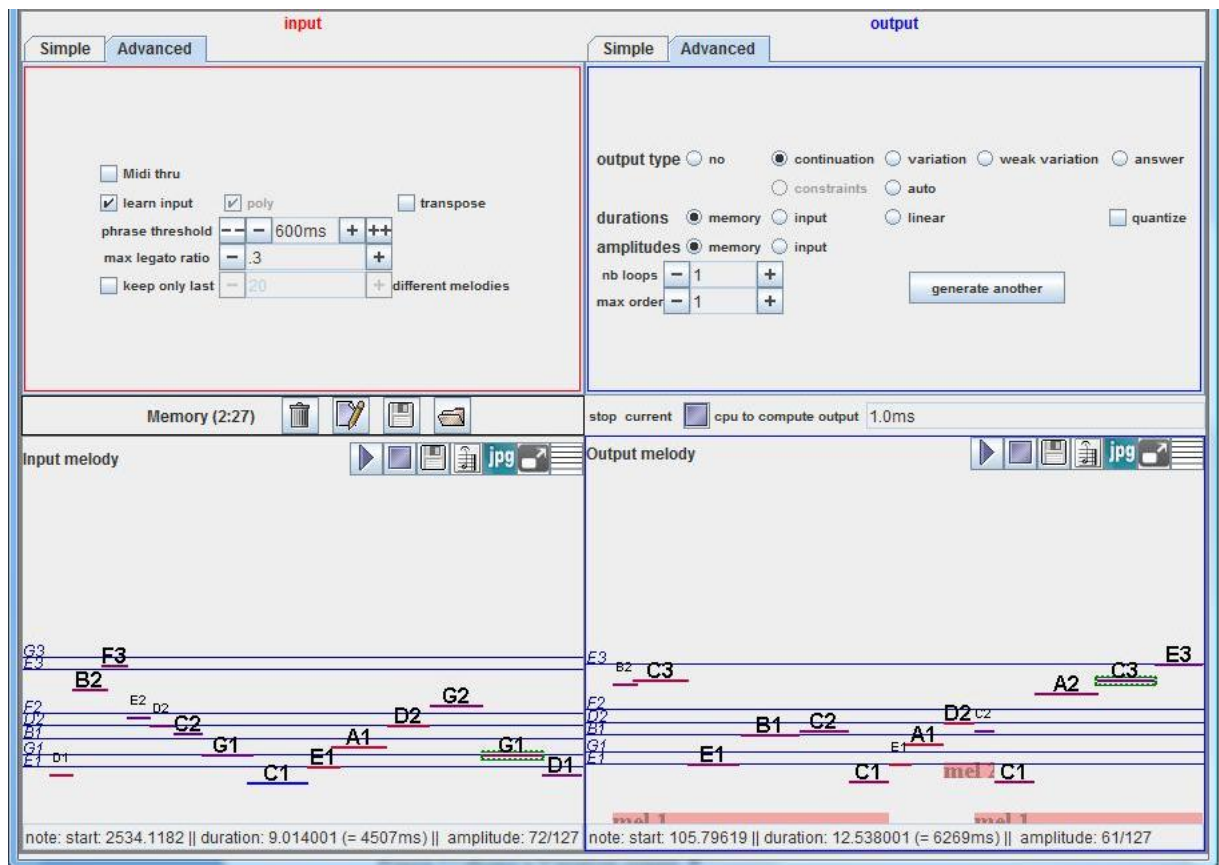 input
Simple Advanced
Midi thru
learn input poly transpose
phrase threshold -- - 600ms + ++
max legato ratio - .3 +
keep only last - 20 + different melodies
Memory (2:27)
Input melody jpg
G3
E3
F3
B2
E2 D2
C2
G2
D2
F2
D2
B1
G1
E1
D1
G1
C1
E1
A1
G1
D1
note: start: 2534.1182 || duration: 9.014001 (= 4507ms) || amplitude: 72/127
output
Simple Advanced
output type no continuation variation weak variation answer
constraints auto
durations memory input linear quantize
amplitudes memory input
nb loops - 1 +
max order - 1 +
generate another
stop current cpu to compute output 1.0ms
Output melody jpg
E3
B2 C3
A2
C3
E3
F2
D2
B1
G1
E1
E1
B1
C2
C1
E1
A1
D2 C2
mel 2 C1
mel 1 mel 1
note: start: 105.79619 || duration: 12.538001 (= 6269ms) || amplitude: 61/127